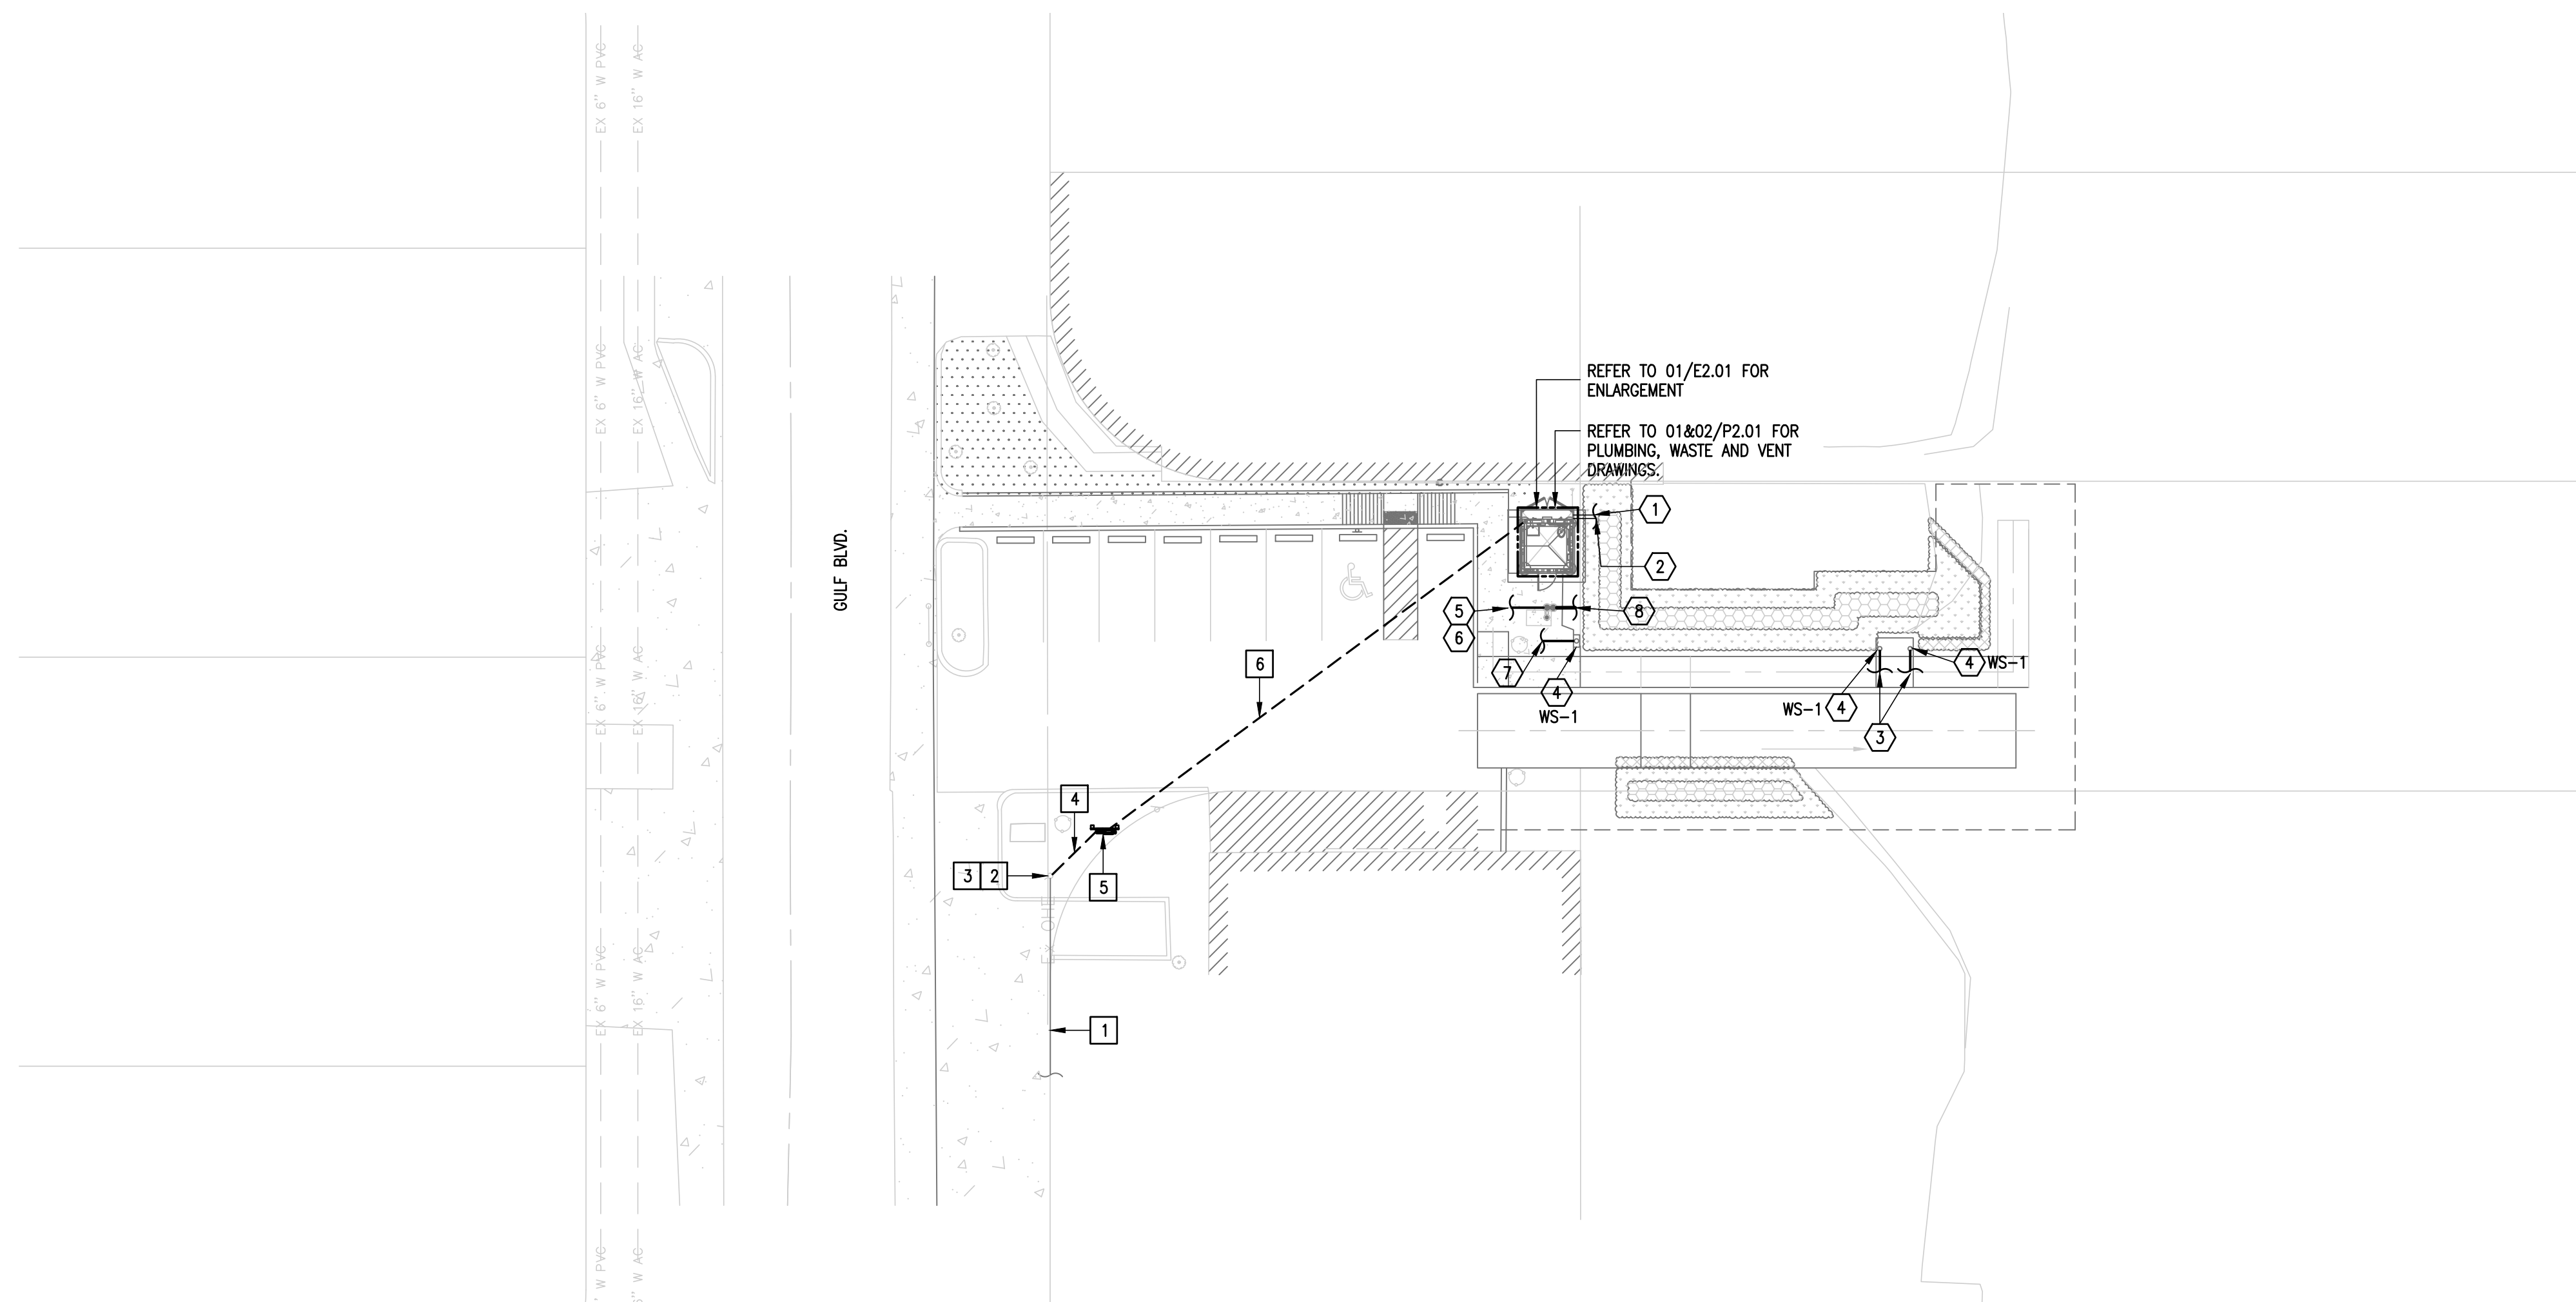 EX 6" W PVC
EX 16" W AC
EX 6" W PVC
EX 16" W AC
EX 6" W PVC
EX 16" W AC
EX 6" W PVC
EX 16" W AC
" W PVC
W AC
GULF BLVD.
REFER TO 01/E2.01 FOR
ENLARGEMENT
REFER TO 01&02/P2.01 FOR
PLUMBING, WASTE AND VENT
DRAWINGS.
1
2
5
8
6
7
4
WS-1
4
WS-1
WS-1
4
3
6
4
3
2
5
EX OHE
1